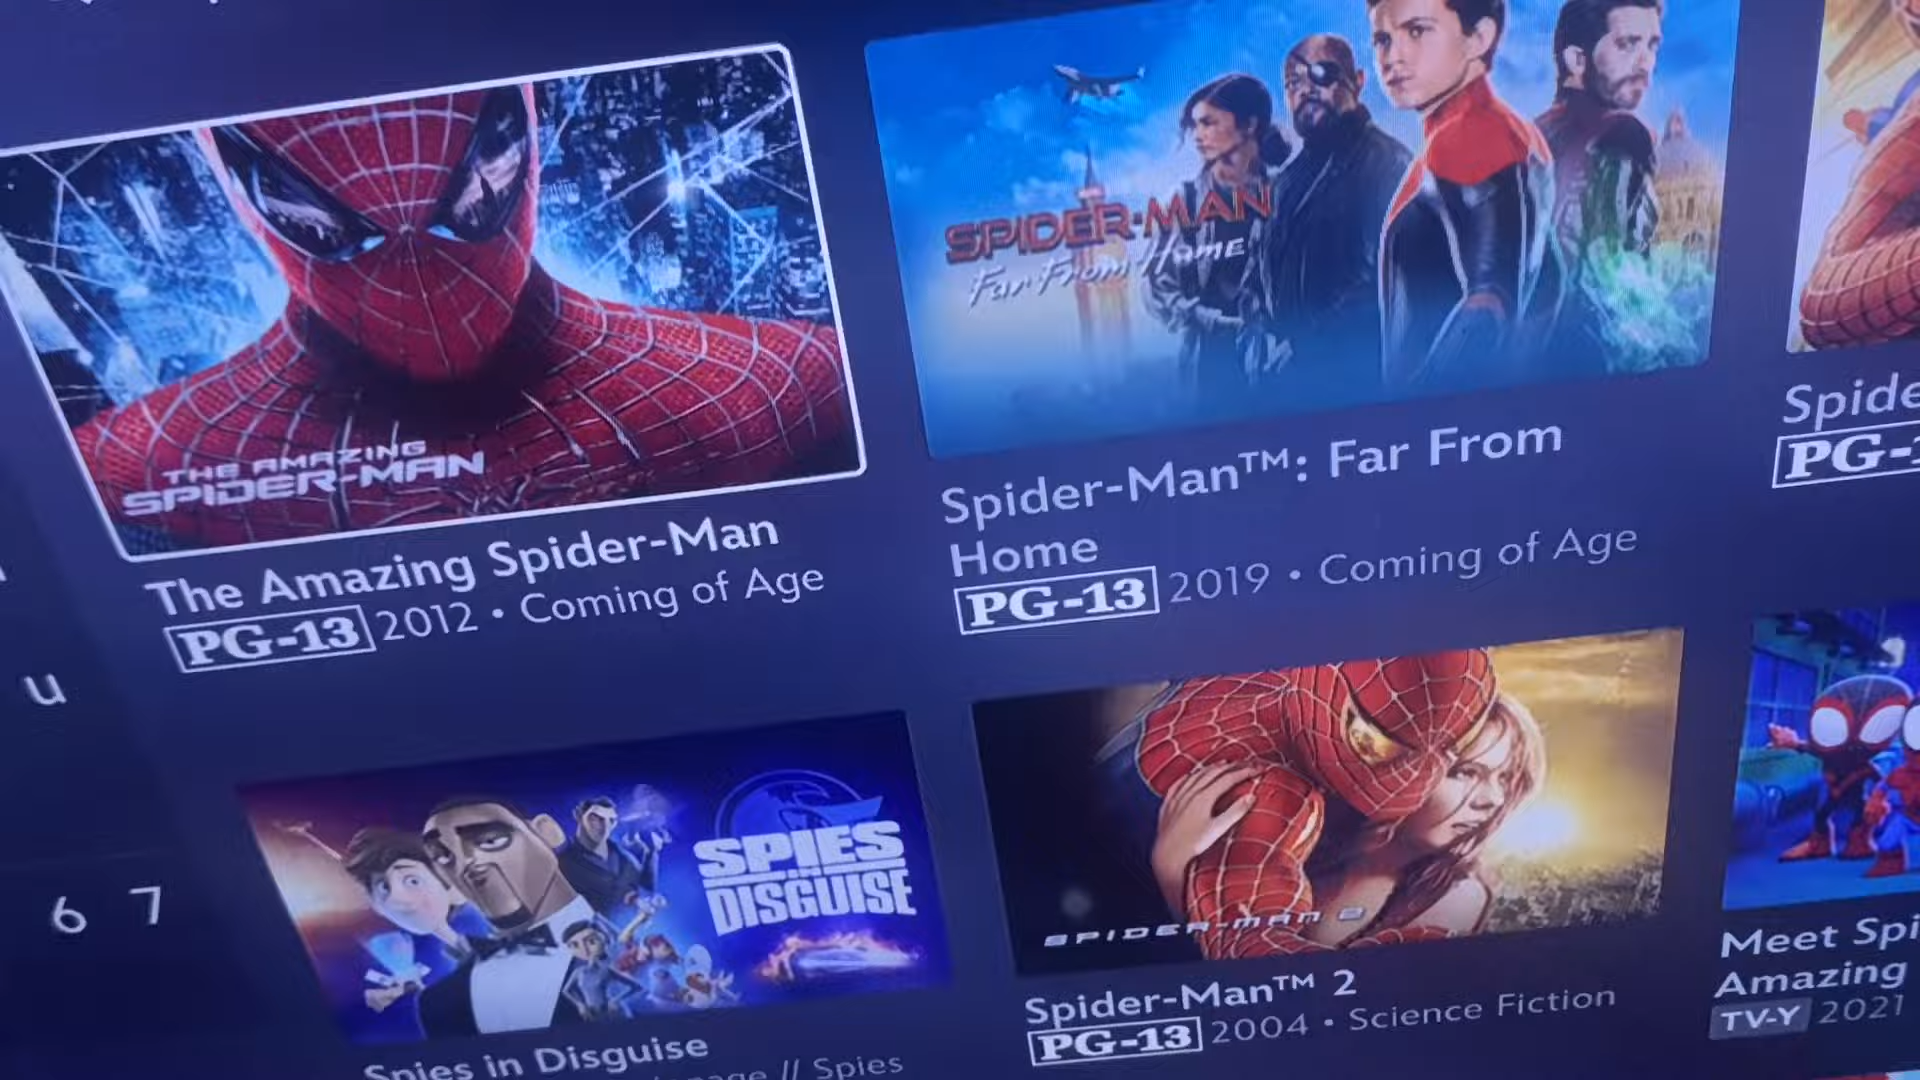 THE AMAZING
SPIDER-MAN
The Amazing Spider-Man
PG-13 2012 • Coming of Age
SPIDER-MAN
Far From Home
Spider-Man™: Far From
Home
PG-13 2019 • Coming of Age
u
6 7
SPIES
IN
DISGUISE
Spies in Disguise
// Spies
SPIDER-MAN 2
Spider-Man™ 2
PG-13 2004 • Science Fiction
Meet
Amazing
TV-Y 2021